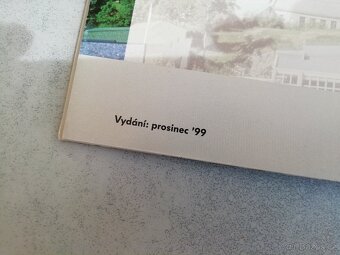 Vydání: prosinec '99